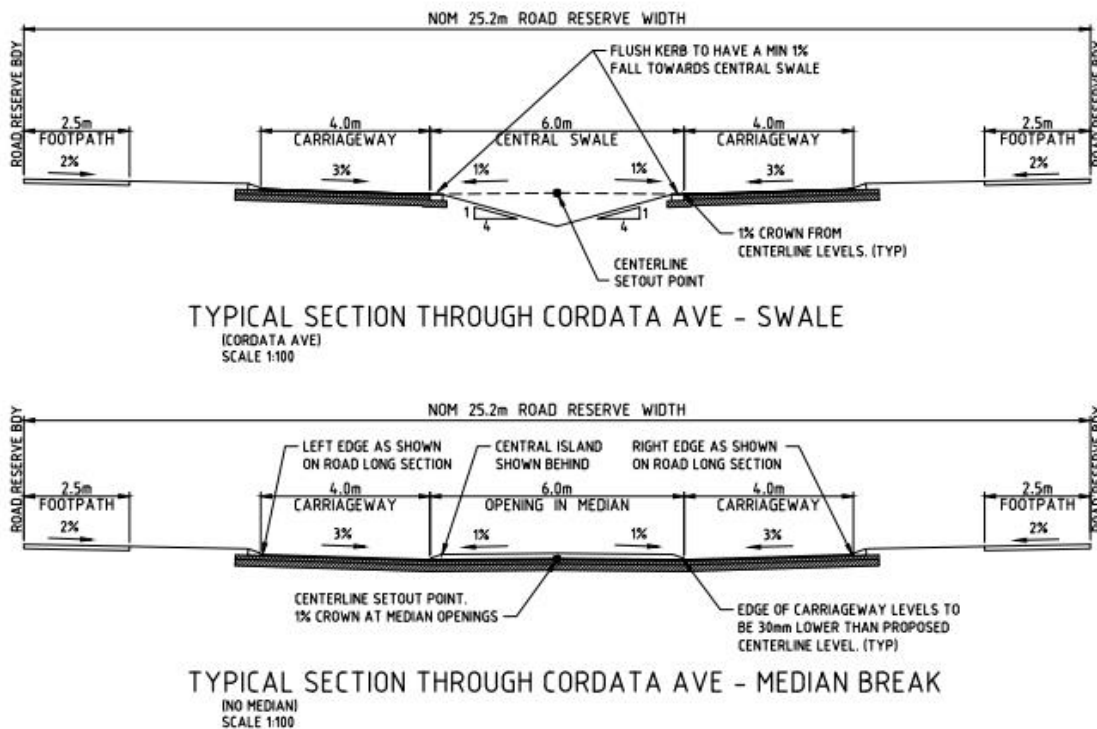 NOM 25.2m ROAD RESERVE WIDTH
ROAD RESERVE BDY
ROAD RESERVE BDY
FLUSH KERB TO HAVE A MIN 1%
FALL TOWARDS CENTRAL SWALE
2.5m
FOOTPATH
2%
4.0m
CARRIAGEWAY
3%
6.0m
CENTRAL SWALE
1%
1%
4.0m
CARRIAGEWAY
3%
2.5m
FOOTPATH
2%
1
4
1
4
1% CROWN FROM
CENTERLINE LEVELS. (TYP)
CENTERLINE
SETOUT POINT
TYPICAL SECTION THROUGH CORDATA AVE - SWALE
(CORDATA AVE)
SCALE 1:100
NOM 25.2m ROAD RESERVE WIDTH
ROAD RESERVE BDY
ROAD RESERVE BDY
LEFT EDGE AS SHOWN
ON ROAD LONG SECTION
CENTRAL ISLAND
SHOWN BEHIND
RIGHT EDGE AS SHOWN
ON ROAD LONG SECTION
2.5m
FOOTPATH
2%
4.0m
CARRIAGEWAY
3%
6.0m
OPENING IN MEDIAN
1%
1%
4.0m
CARRIAGEWAY
3%
2.5m
FOOTPATH
2%
CENTERLINE SETOUT POINT.
1% CROWN AT MEDIAN OPENINGS
EDGE OF CARRIAGEWAY LEVELS TO
BE 30mm LOWER THAN PROPOSED
CENTERLINE LEVEL. (TYP)
TYPICAL SECTION THROUGH CORDATA AVE - MEDIAN BREAK
(NO MEDIAN)
SCALE 1:100